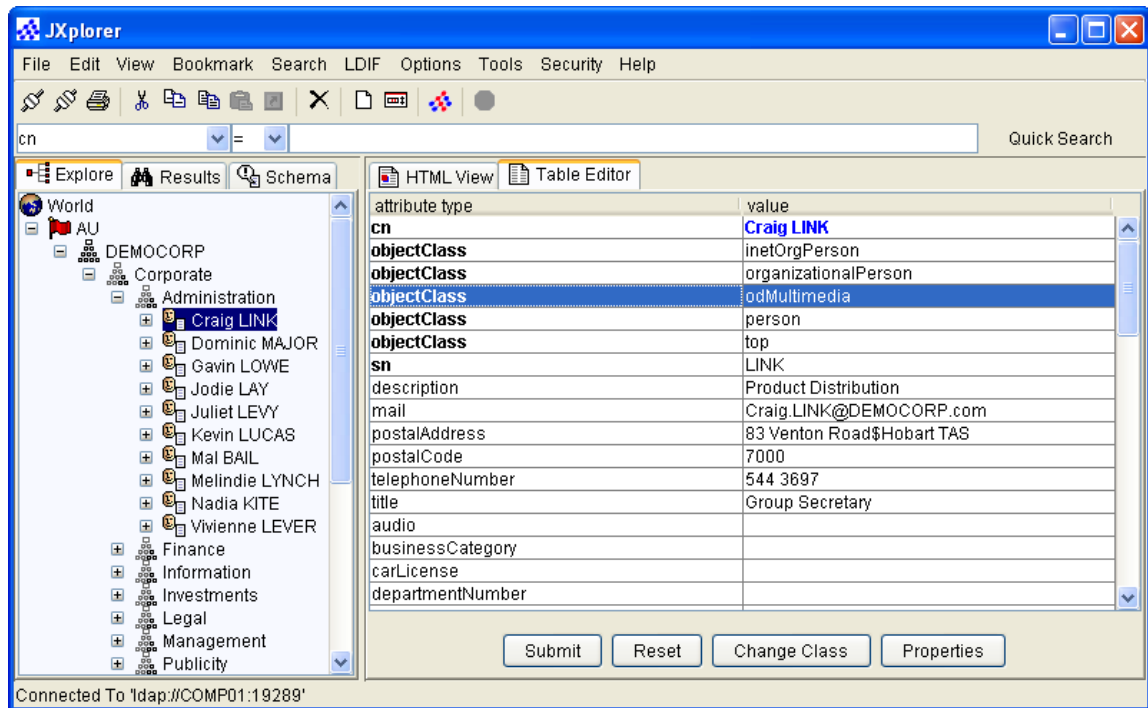 JXplorer
File Edit View Bookmark Search LDIF Options Tools Security Help
cn = Quick Search
Explore Results Schema
World
AU
DEMOCORP
Corporate
Administration
Craig LINK
Dominic MAJOR
Gavin LOWE
Jodie LAY
Juliet LEVY
Kevin LUCAS
Mal BAIL
Melindie LYNCH
Nadia KITE
Vivienne LEVER
Finance
Information
Investments
Legal
Management
Publicity
HTML View Table Editor
attribute type value
cn Craig LINK
objectClass inetOrgPerson
objectClass organizationalPerson
objectClass odMultimedia
objectClass person
objectClass top
sn LINK
description Product Distribution
mail Craig.LINK@DEMOCORP.com
postalAddress 83 Venton Road$Hobart TAS
postalCode 7000
telephoneNumber 544 3697
title Group Secretary
audio
businessCategory
carLicense
departmentNumber
Submit Reset Change Class Properties
Connected To 'ldap://COMP01:19289'